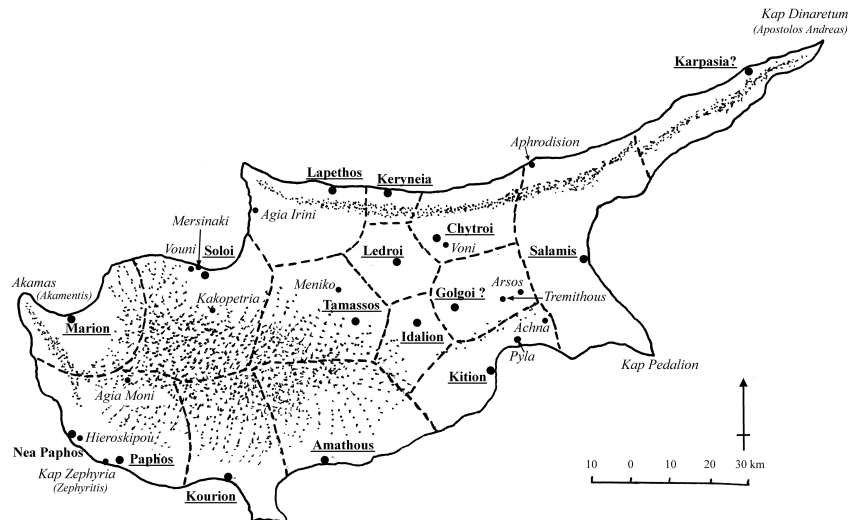 Kap Dinaretum
(Apostolos Andreas)
Karpasia?
Aphrodision
Lapethos
Keryneia
Agia Irini
Mersinaki
Chytroi
Vouni
Soloi
Voni
Ledroi
Salamis
Akamas
(Akamentis)
Meniko
Arsos
Kakopetria
Golgoi ?
Tremithous
Tamassos
Marion
Idalion
Achna
Pyla
Kap Pedalion
Kition
Agia Moni
Hieroskipou
Nea Paphos
Amathous
Paphos
Kap Zephyria
(Zephyritis)
Kourion
10 0 10 20 30 km